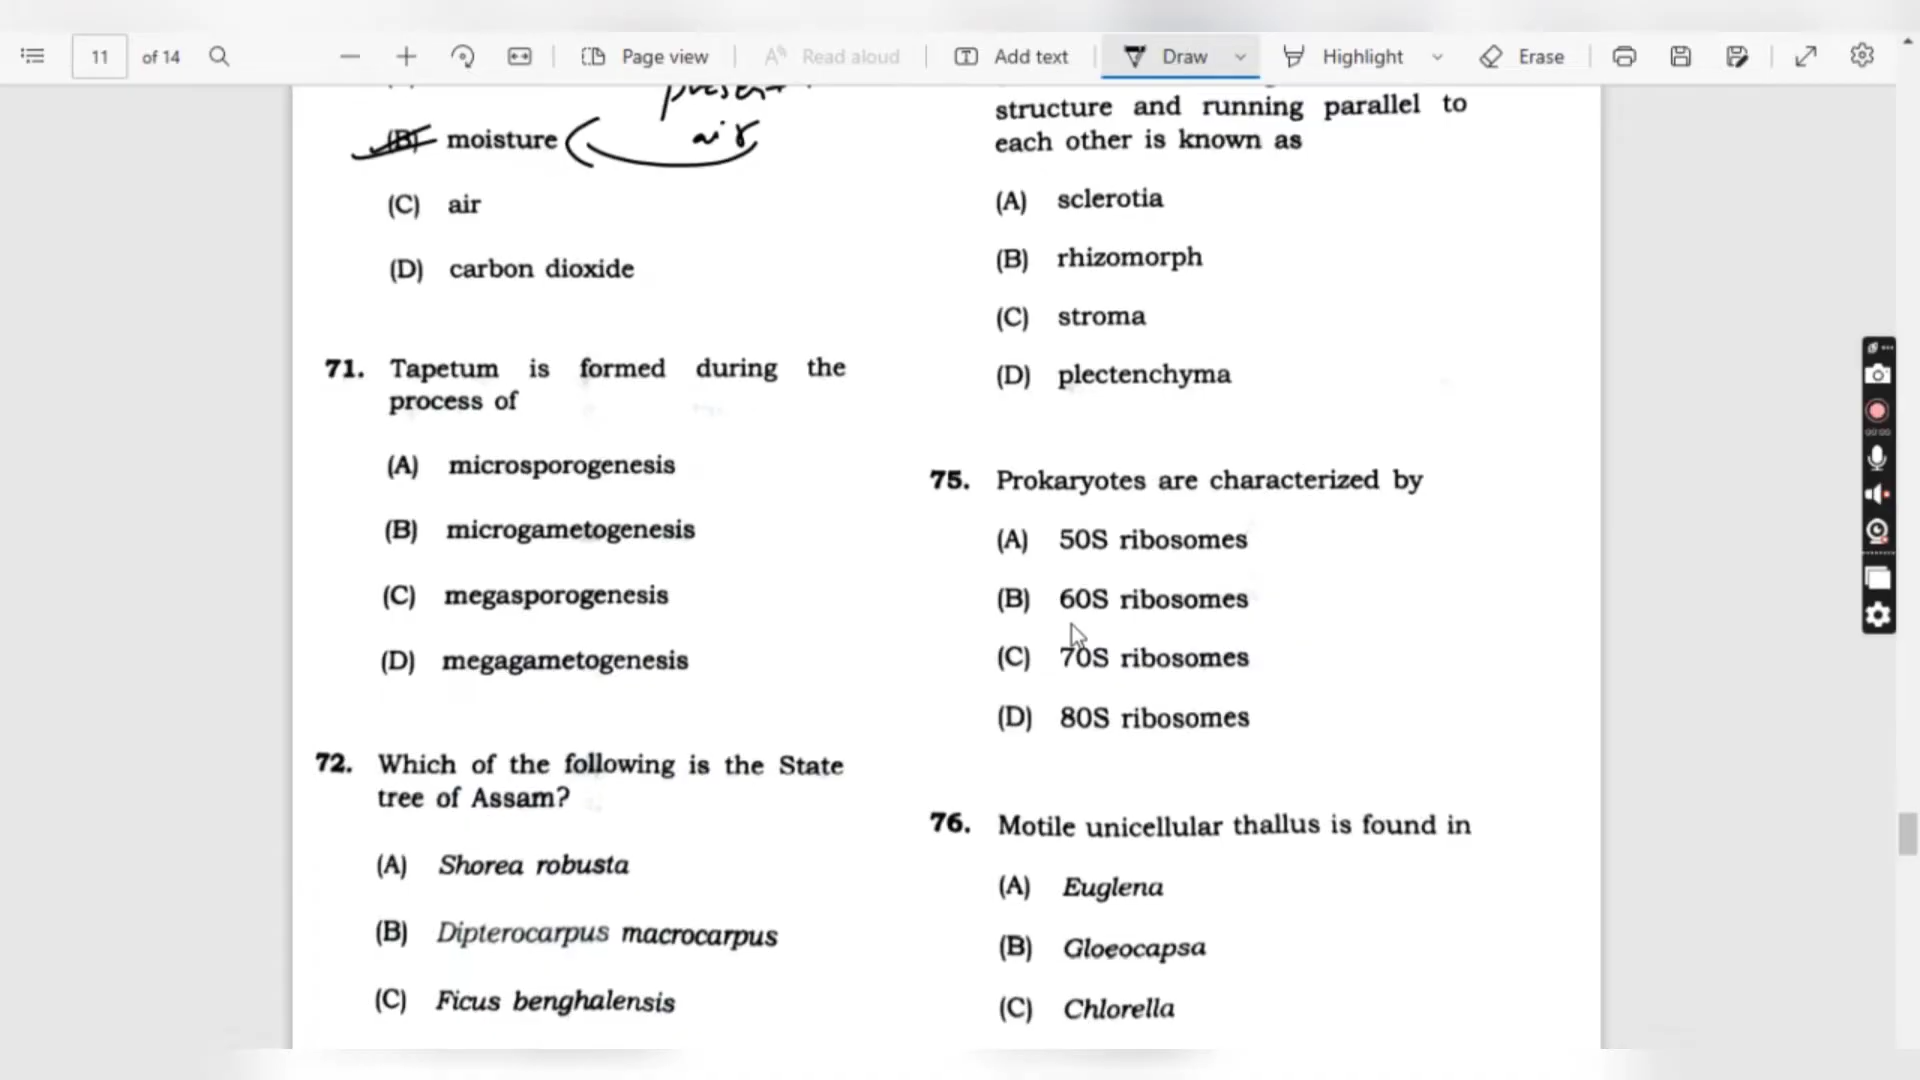 11 of 14 Page view Read aloud Add text Draw Highlight Erase
present
(B) moisture air
(C) air
(D) carbon dioxide
71. Tapetum is formed during the
process of
(A) microsporogenesis
(B) microgametogenesis
(C) megasporogenesis
(D) megagametogenesis
72. Which of the following is the State
tree of Assam?
(A) Shorea robusta
(B) Dipterocarpus macrocarpus
(C) Ficus benghalensis
structure and running parallel to
each other is known as
(A) sclerotia
(B) rhizomorph
(C) stroma
(D) plectenchyma
75. Prokaryotes are characterized by
(A) 50S ribosomes
(B) 60S ribosomes
(C) 70S ribosomes
(D) 80S ribosomes
76. Motile unicellular thallus is found in
(A) Euglena
(B) Gloeocapsa
(C) Chlorella
00:00